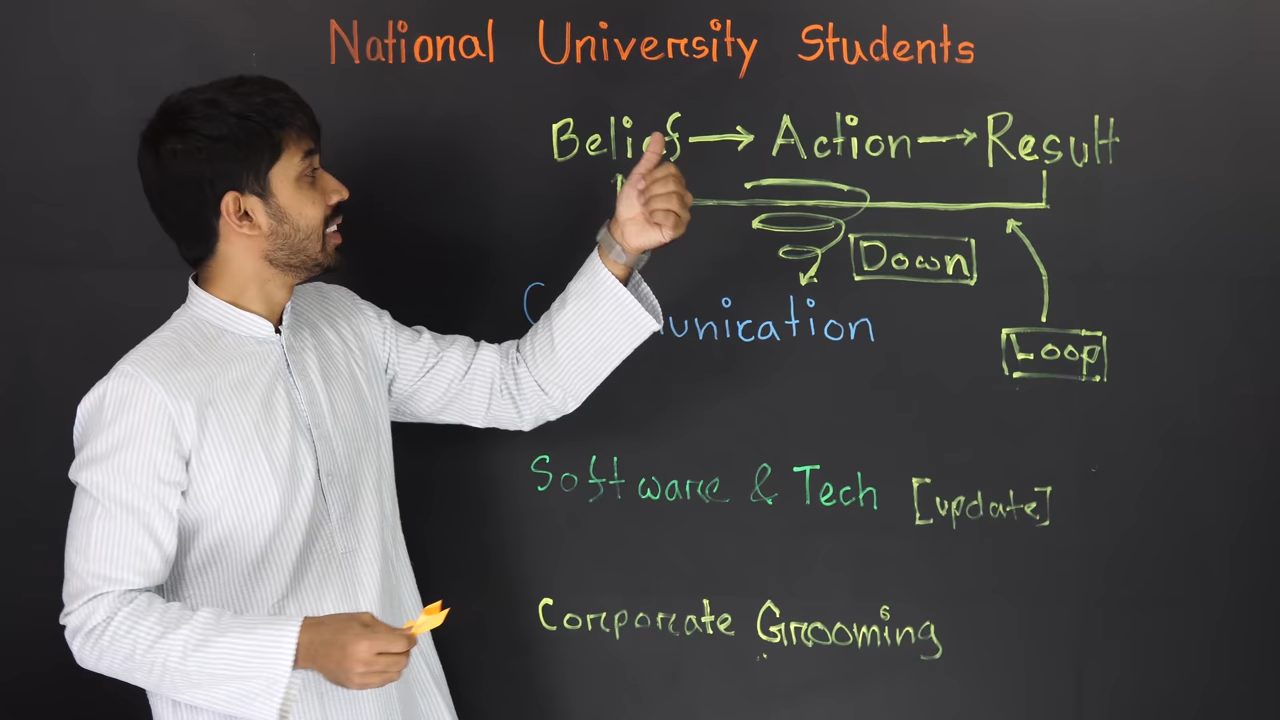 National University Students
Belief → Action → Result
Down
unication
Loop
Software & Tech [update]
Corporate Grooming